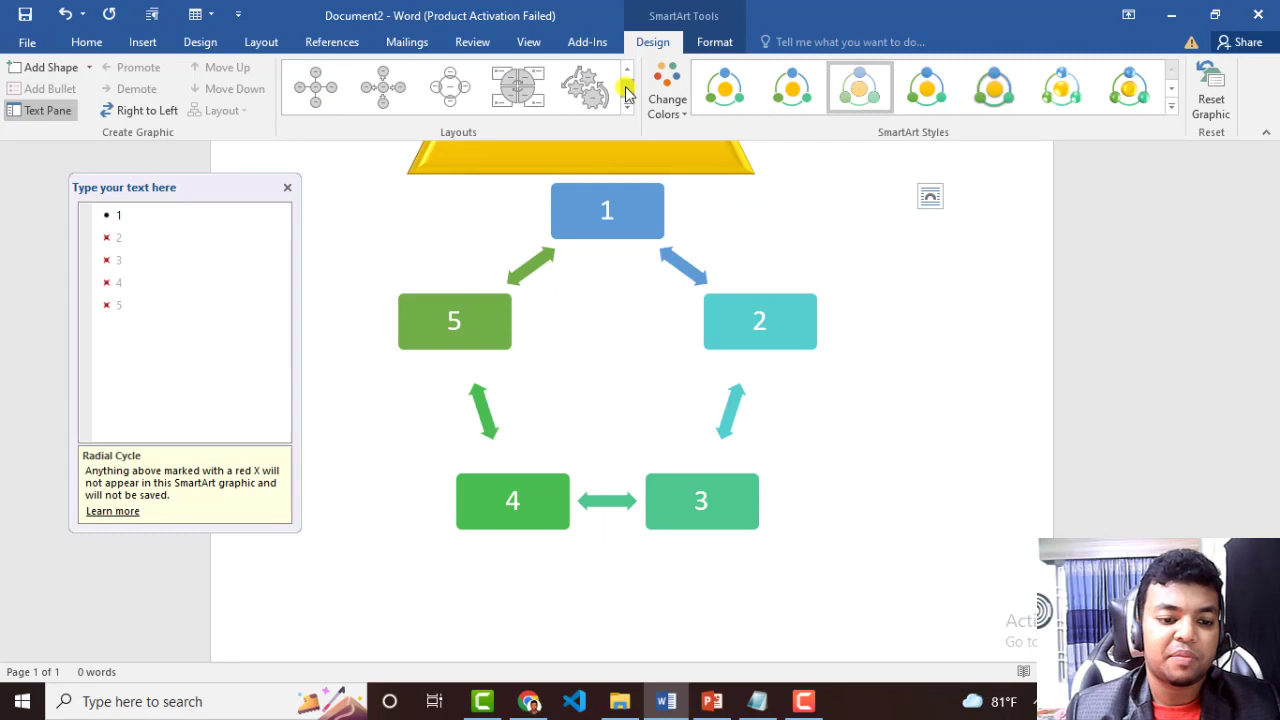 Document2 - Word (Product Activation Failed)
SmartArt Tools
File
Home
Insert
Design
Layout
References
Mailings
Review
View
Add-Ins
Design
Format
Tell me what you want to do...
Share
Add Shape
Promote
Move Up
Add Bullet
Demote
Move Down
Text Pane
Right to Left
Layout
Create Graphic
Layouts
Change
Colors
SmartArt Styles
Reset
Graphic
Reset
Type your text here
1
2
3
4
5
Radial Cycle
Anything above marked with a red X will
not appear in this SmartArt graphic and
will not be saved.
Learn more
1
5
2
4
3
Go to
Page 1 of 1
0 words
Type here to search
81°F